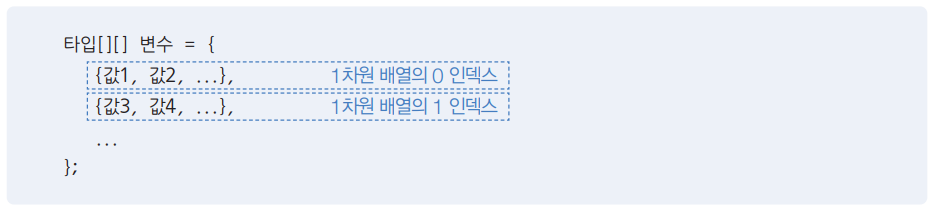 타입[][] 변수 = {
{값1, 값2, ...}, 1차원 배열의 0 인덱스
{값3, 값4, ...}, 1차원 배열의 1 인덱스
...
};